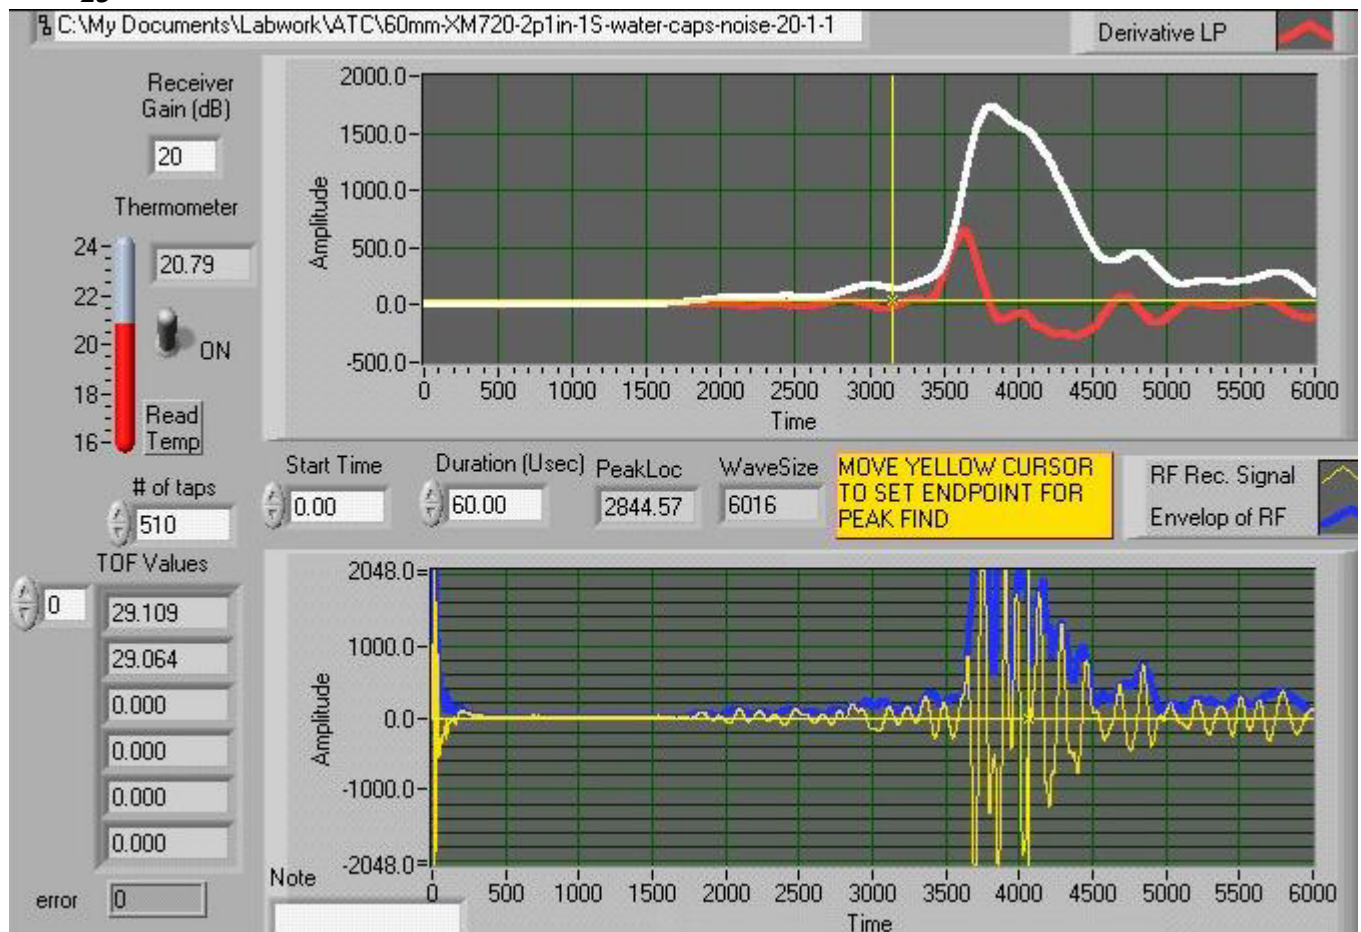 C:\My Documents\Labwork\ATC\60mm-XM720-2p1in-1S-water-caps-noise-20-1-1
Derivative LP
Receiver
Gain (dB)
20
Thermometer
24
22
20
18
16
20.79
ON
Read
Temp
2000.0
1500.0
1000.0
500.0
0.0
-500.0
Amplitude
0 500 1000 1500 2000 2500 3000 3500 4000 4500 5000 5500 6000
Time
# of taps
510
Start Time
0.00
Duration (Usec)
60.00
PeakLoc
2844.57
WaveSize
6016
MOVE YELLOW CURSOR
TO SET ENDPOINT FOR
PEAK FIND
RF Rec. Signal
Envelop of RF
TOF Values
0
29.109
29.064
0.000
0.000
0.000
0.000
error
0
2048.0
1000.0
0.0
-1000.0
-2048.0
Amplitude
0 500 1000 1500 2000 2500 3000 3500 4000 4500 5000 5500 6000
Time
Note